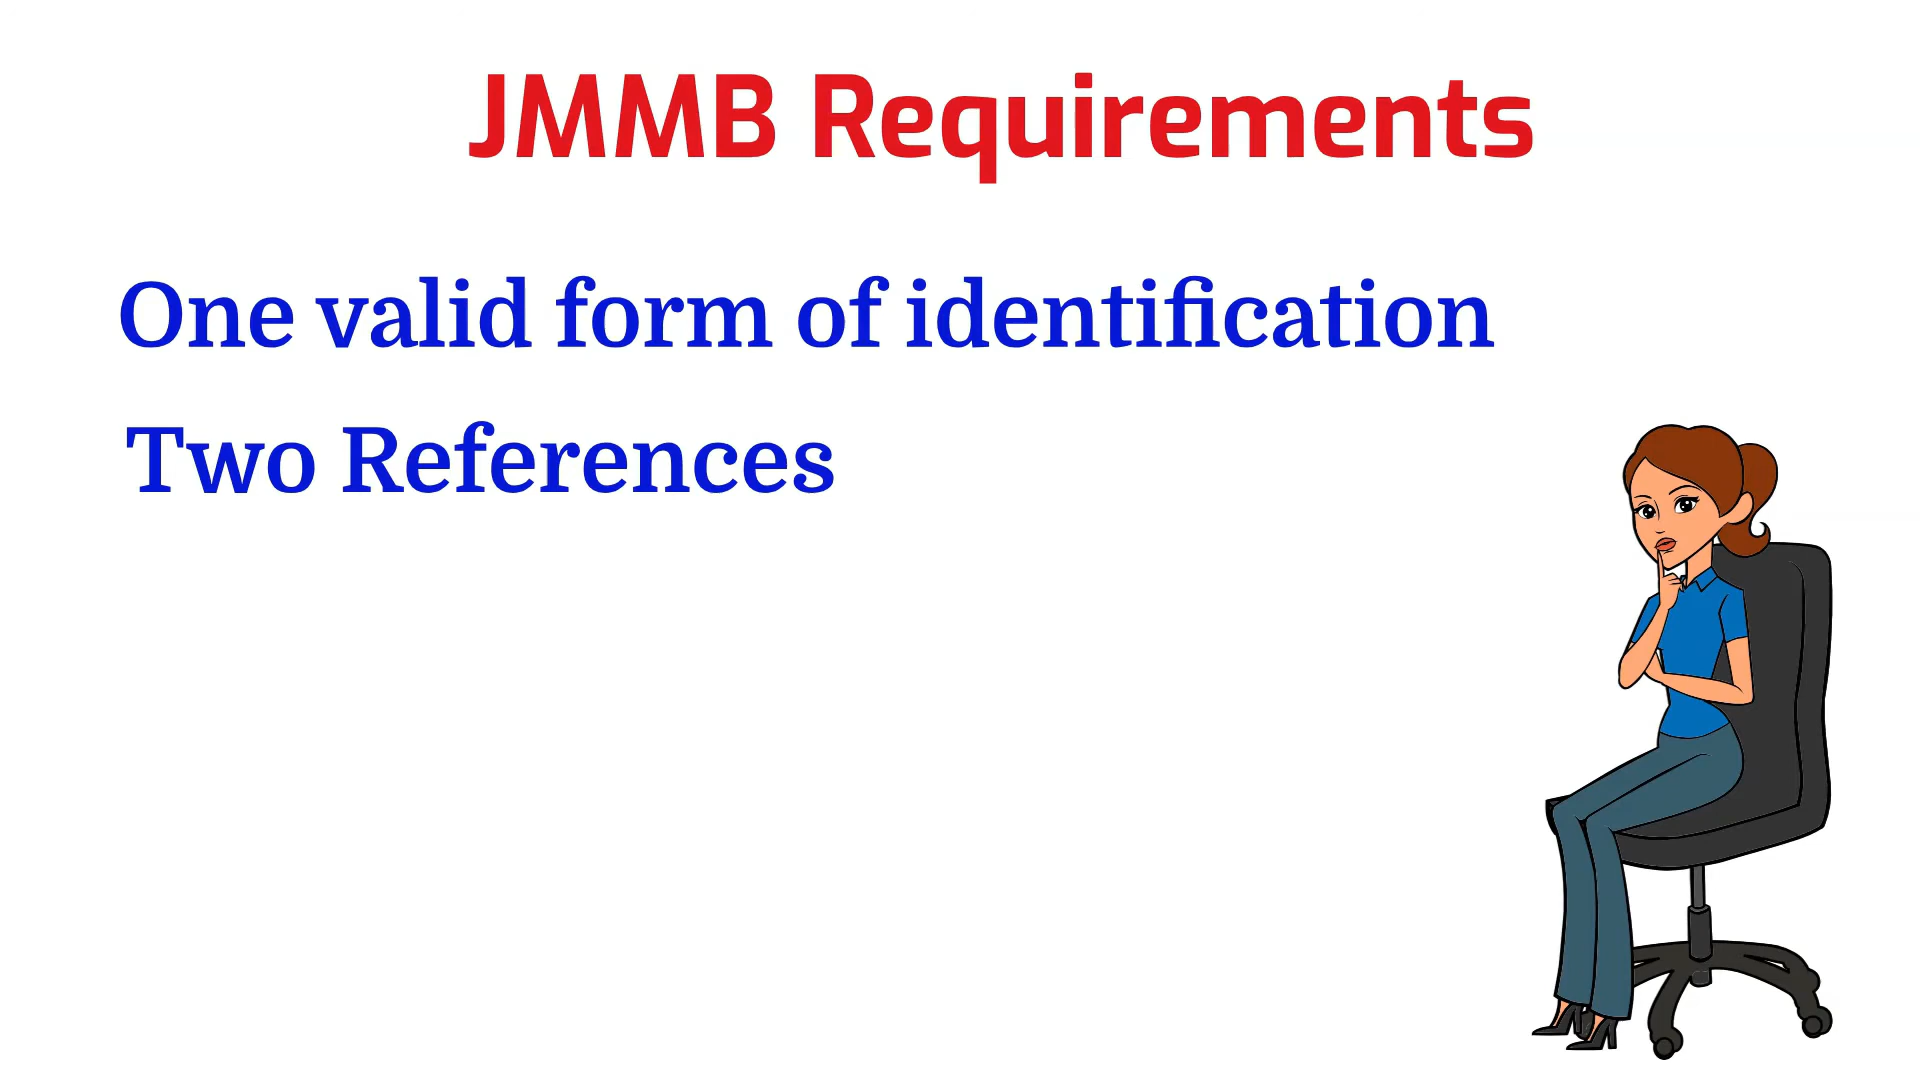 JMMB Requirements
One valid form of identification
Two References